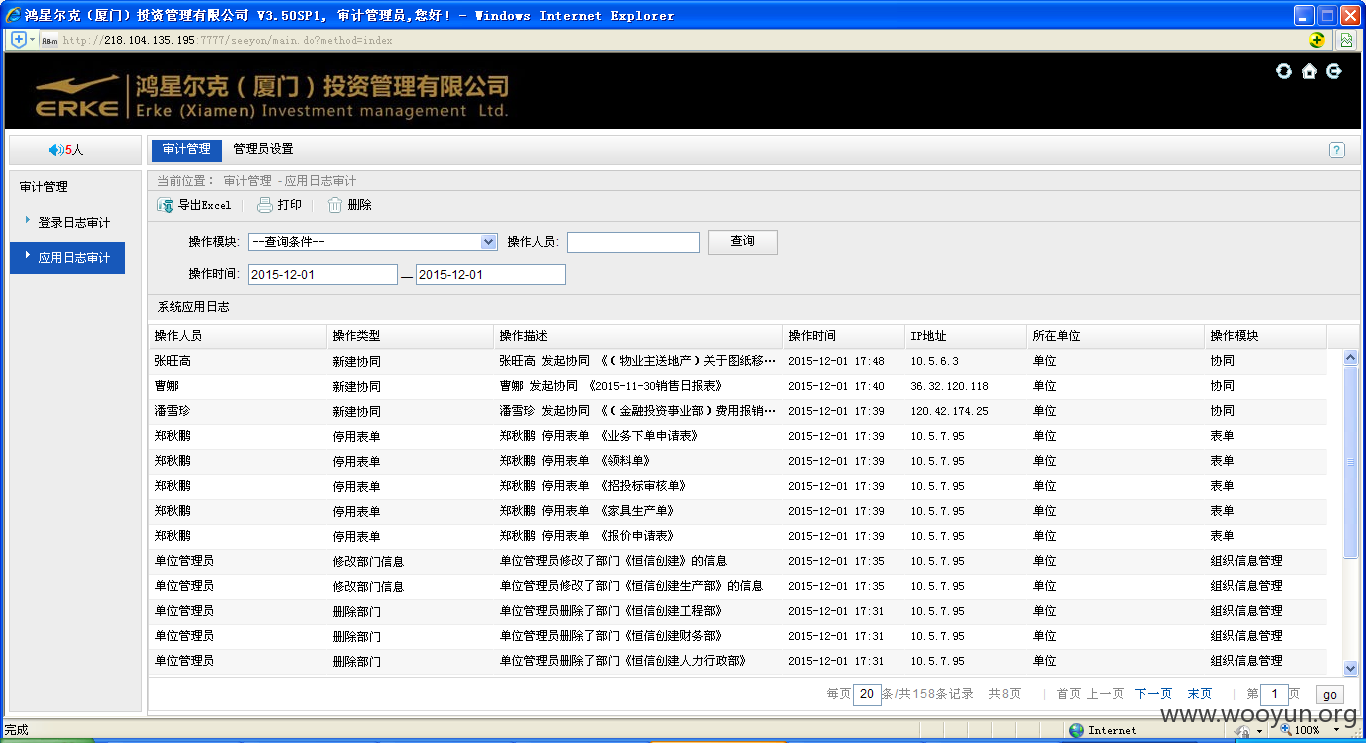 鸿星尔克（厦门）投资管理有限公司 V3.50SP1, 审计管理员,您好! - Windows Internet Explorer
http://218.104.135.195:7777/seeyon/main.do?method=index
鸿星尔克（厦门）投资管理有限公司
ERKE
Erke (Xiamen) Investment management Ltd.
5人 审计管理 管理员设置 ?
审计管理
登录日志审计
应用日志审计
当前位置： 审计管理 - 应用日志审计
导出Excel 打印 删除
操作模块: --查询条件-- 操作人员: 查询
操作时间: 2015-12-01 — 2015-12-01
系统应用日志
操作人员 操作类型 操作描述 操作时间 IP地址 所在单位 操作模块
张旺高 新建协同 张旺高 发起协同 《（物业主送地产）关于图纸移… 2015-12-01 17:48 10.5.6.3 单位 协同
曹娜 新建协同 曹娜 发起协同 《2015-11-30销售日报表》 2015-12-01 17:40 36.32.120.118 单位 协同
潘雪珍 新建协同 潘雪珍 发起协同 《（金融投资事业部）费用报销… 2015-12-01 17:39 120.42.174.25 单位 协同
郑秋鹏 停用表单 郑秋鹏 停用表单 《业务下单申请表》 2015-12-01 17:39 10.5.7.95 单位 表单
郑秋鹏 停用表单 郑秋鹏 停用表单 《领料单》 2015-12-01 17:39 10.5.7.95 单位 表单
郑秋鹏 停用表单 郑秋鹏 停用表单 《招投标审核单》 2015-12-01 17:39 10.5.7.95 单位 表单
郑秋鹏 停用表单 郑秋鹏 停用表单 《家具生产单》 2015-12-01 17:39 10.5.7.95 单位 表单
郑秋鹏 停用表单 郑秋鹏 停用表单 《报价申请表》 2015-12-01 17:39 10.5.7.95 单位 表单
单位管理员 修改部门信息 单位管理员修改了部门《恒信创建》的信息 2015-12-01 17:35 10.5.7.95 单位 组织信息管理
单位管理员 修改部门信息 单位管理员修改了部门《恒信创建生产部》的信息 2015-12-01 17:35 10.5.7.95 单位 组织信息管理
单位管理员 删除部门 单位管理员删除了部门《恒信创建工程部》 2015-12-01 17:31 10.5.7.95 单位 组织信息管理
单位管理员 删除部门 单位管理员删除了部门《恒信创建财务部》 2015-12-01 17:31 10.5.7.95 单位 组织信息管理
单位管理员 删除部门 单位管理员删除了部门《恒信创建人力行政部》 2015-12-01 17:31 10.5.7.95 单位 组织信息管理
每页 20 条/共158条记录 共8页 | 首页 上一页 下一页 末页 | 第 1 页 go
www.wooyun.org
完成 Internet 100%